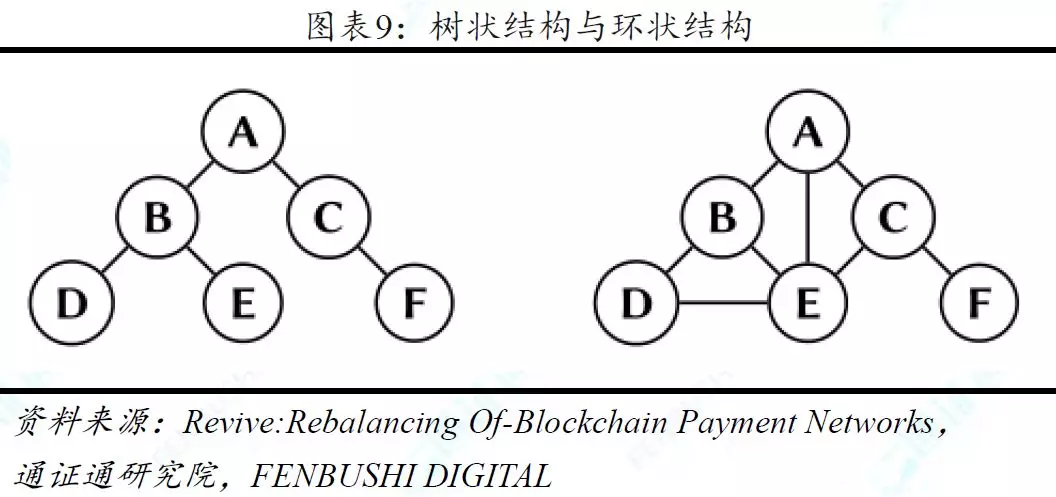 图表9：树状结构与环状结构
A A
B C B C
D E F D E F
资料来源：Revive:Rebalancing Of-Blockchain Payment Networks，
通证通研究院，FENBUSHI DIGITAL